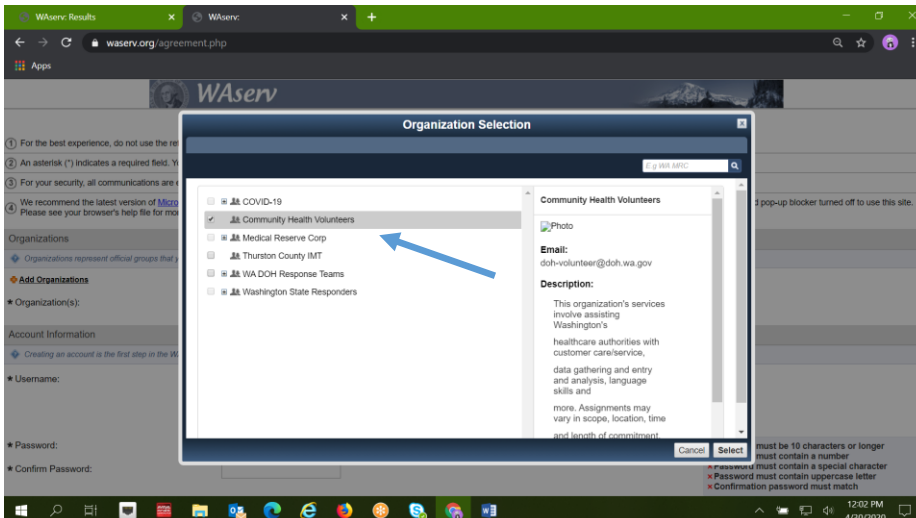 WAserv: Results
WAserv:
waserv.org/agreement.php
Apps
WAserv
Organization Selection
1 For the best experience, do not use the
2 An asterisk (*) indicates a required field.
3 For your security, all communications are
4 We recommend the latest version of
Please see your browser's help file for
pop-up blocker turned off to use this site.
E.g WA MRC
COVID-19
Community Health Volunteers
Medical Reserve Corp
Thurston County IMT
WA DOH Response Teams
Washington State Responders
Community Health Volunteers
Photo
Email:
doh-volunteer@doh.wa.gov
Description:
This organization's services
involve assisting
Washington's
healthcare authorities with
customer care/service,
data gathering and entry
and analysis, language
skills and
more. Assignments may
vary in scope, location, time
and length of commitment.
Cancel
Select
Organizations
Organizations represent official groups that
Add Organizations
* Organization(s):
Account Information
Creating an account is the first step in the
* Username:
* Password:
* Confirm Password:
must be 10 characters or longer
must contain a number
× Password must contain a special character
× Password must contain uppercase letter
× Confirmation password must match
12:02 PM
4/30/2020